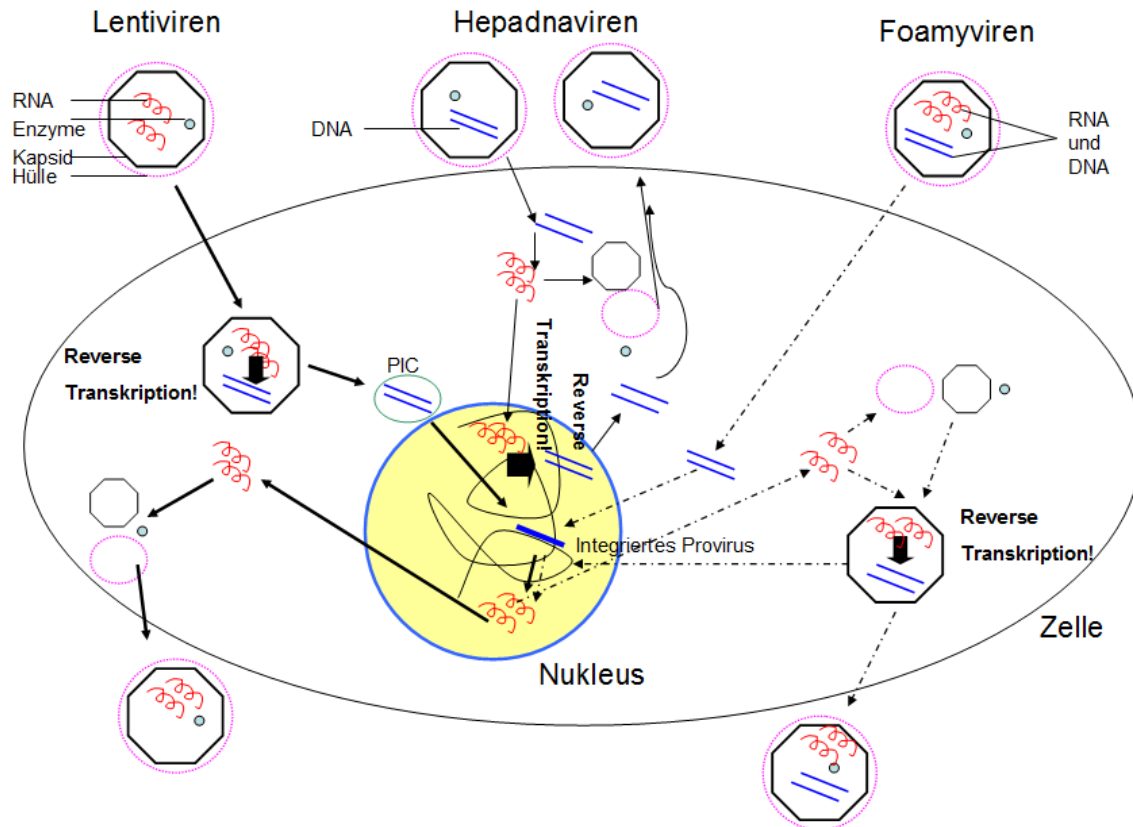 Lentiviren
Hepadnaviren
Foamyviren
RNA
Enzyme
Kapsid
Hülle
DNA
RNA
und
DNA
Reverse
Transkription!
PIC
Reverse
Transkription!
Integriertes Provirus
Reverse
Transkription!
Zelle
Nukleus